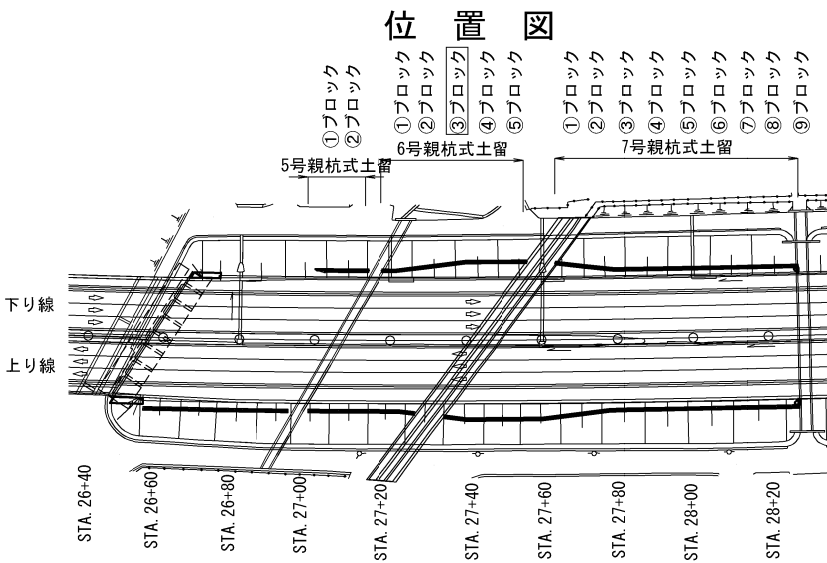 位置図
①ブロック
②ブロック
①ブロック
②ブロック
③ブロック
④ブロック
⑤ブロック
①ブロック
②ブロック
③ブロック
④ブロック
⑤ブロック
⑥ブロック
⑦ブロック
⑧ブロック
⑨ブロック
5号親杭式土留
6号親杭式土留
7号親杭式土留
下り線
上り線
STA. 26+40
STA. 26+60
STA. 26+80
STA. 27+00
STA. 27+20
STA. 27+40
STA. 27+60
STA. 27+80
STA. 28+00
STA. 28+20